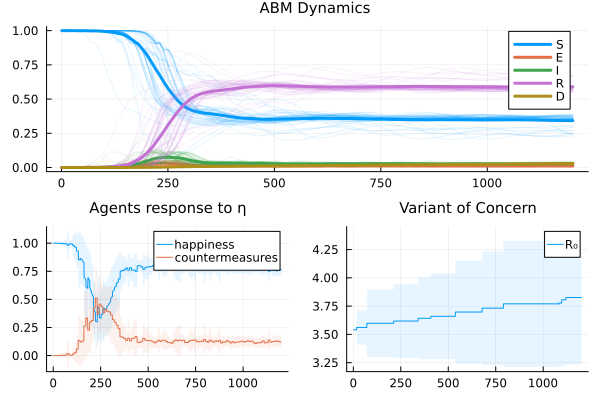 ABM Dynamics
1.00
0.75
0.50
0.25
0.00
0
250
500
750
1000
S
E
I
R
D
Agents response to η
1.00
0.75
0.50
0.25
0.00
0
250
500
750
1000
happiness
countermeasures
Variant of Concern
4.25
4.00
3.75
3.50
3.25
0
250
500
750
1000
R₀